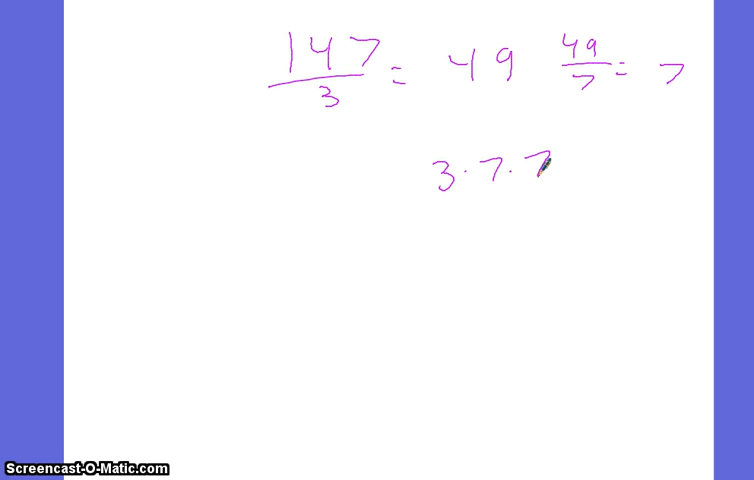 147/3 = 49 49/7 = 7
3 · 7 · 7
Screencast-O-Matic.com